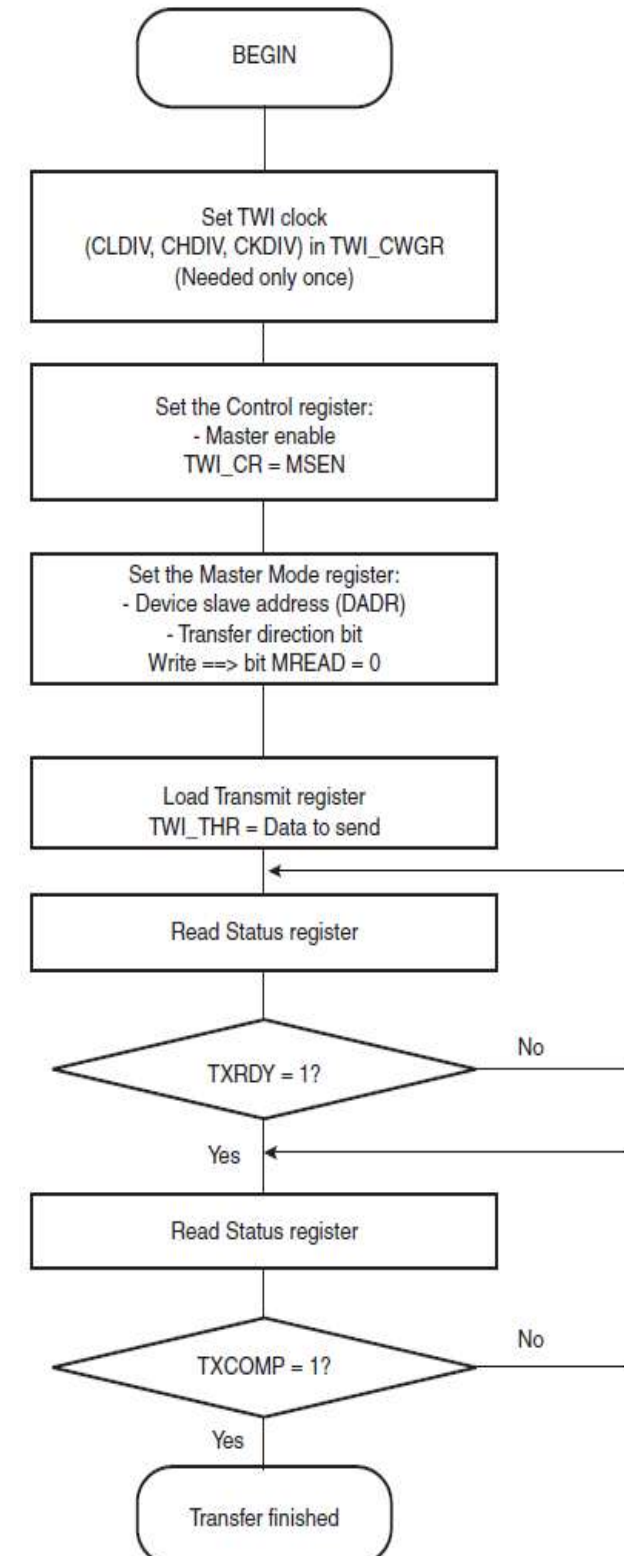 BEGIN
Set TWI clock
(CLDIV, CHDIV, CKDIV) in TWI_CWGR
(Needed only once)
Set the Control register:
- Master enable
TWI_CR = MSEN
Set the Master Mode register:
- Device slave address (DADR)
- Transfer direction bit
Write ==> bit MREAD = 0
Load Transmit register
TWI_THR = Data to send
Read Status register
No
TXRDY = 1?
Yes
Read Status register
No
TXCOMP = 1?
Yes
Transfer finished